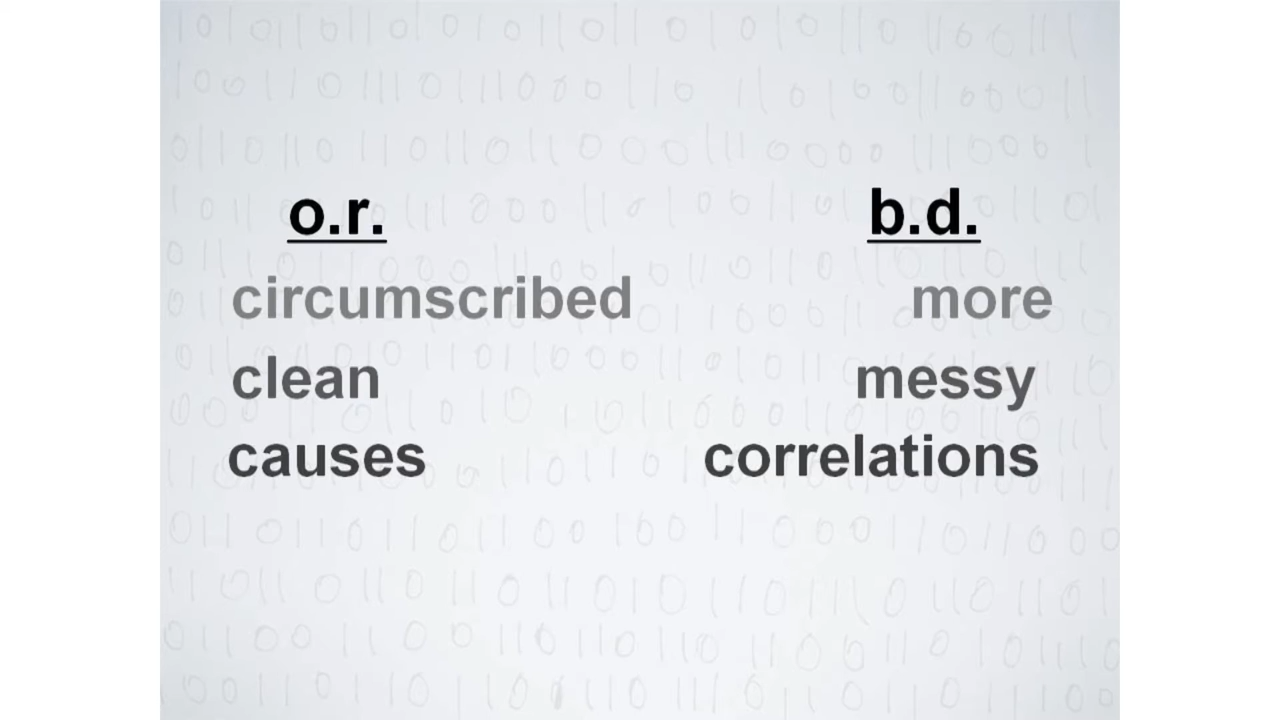 o.r. b.d.
circumscribed more
clean messy
causes correlations